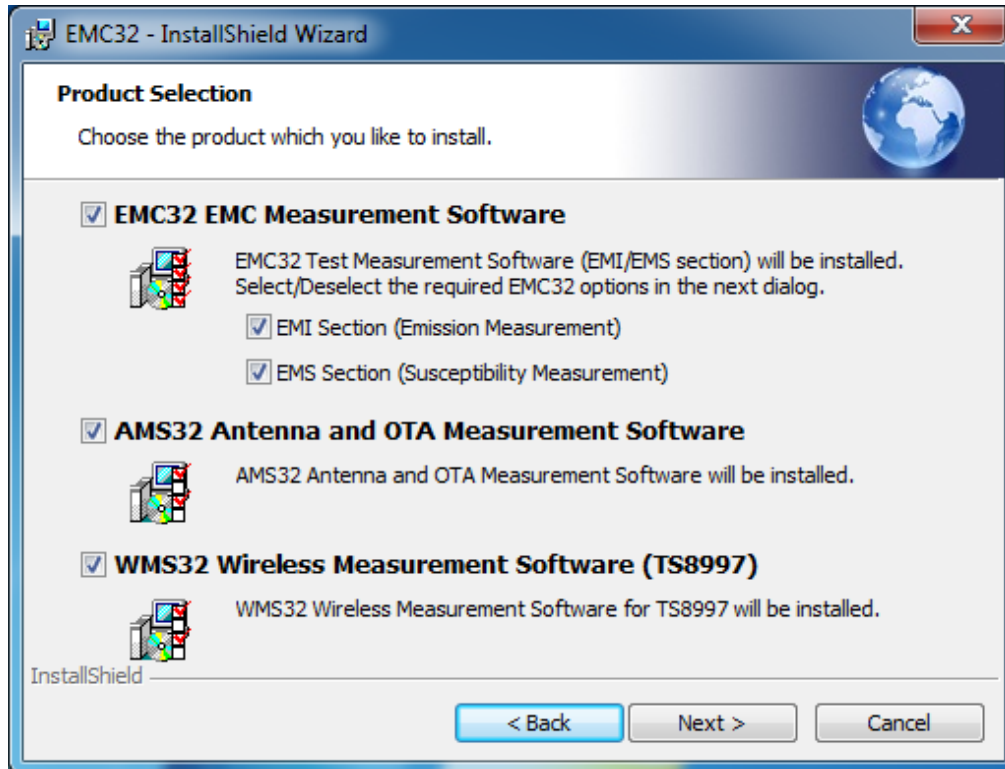 EMC32 - InstallShield Wizard
Product Selection
Choose the product which you like to install.
EMC32 EMC Measurement Software
EMC32 Test Measurement Software (EMI/EMS section) will be installed.
Select/Deselect the required EMC32 options in the next dialog.
EMI Section (Emission Measurement)
EMS Section (Susceptibility Measurement)
AMS32 Antenna and OTA Measurement Software
AMS32 Antenna and OTA Measurement Software will be installed.
WMS32 Wireless Measurement Software (TS8997)
WMS32 Wireless Measurement Software for TS8997 will be installed.
InstallShield
< Back
Next >
Cancel